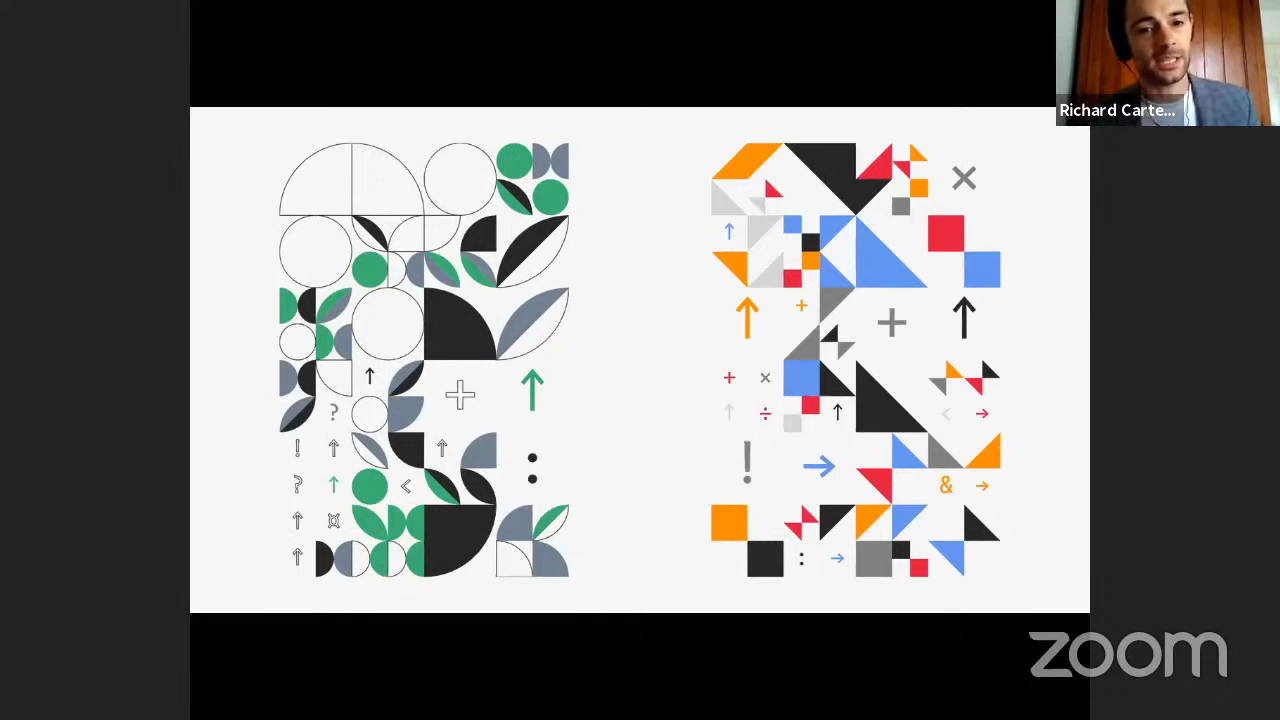 Richard Carte...
×
↑
↑ + + ↑
↑
+ ↑ + ×
? ↑ ÷ ↑ < →
! ↑ ↑ : ! →
? ↑ < & →
↑ ¤
↑ : →
zoom